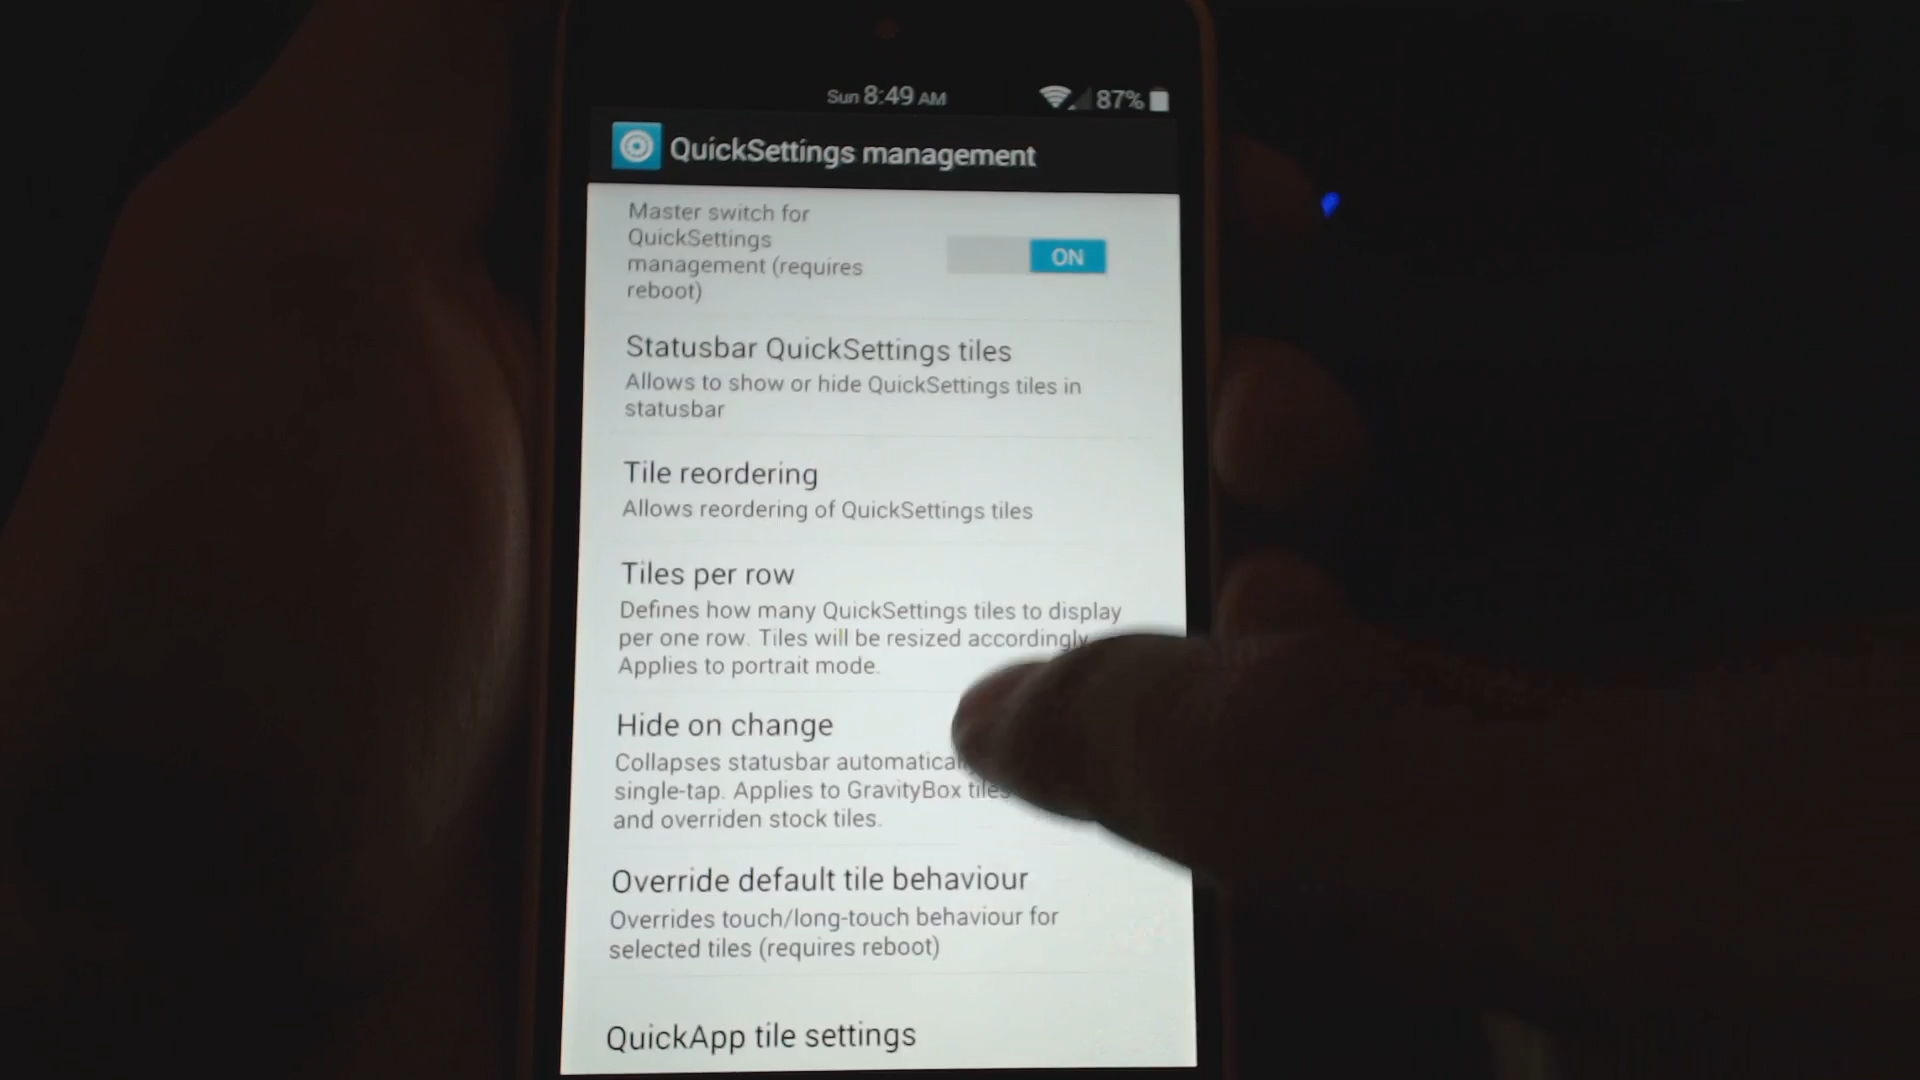 Sun 8:49 AM 87%
QuickSettings management
Master switch for
QuickSettings
management (requires
reboot)
ON
Statusbar QuickSettings tiles
Allows to show or hide QuickSettings tiles in
statusbar
Tile reordering
Allows reordering of QuickSettings tiles
Tiles per row
Defines how many QuickSettings tiles to display
per one row. Tiles will be resized accordingly
Applies to portrait mode.
Hide on change
Collapses statusbar
single-tap. Applies to GravityBox tiles
and overriden stock tiles.
Override default tile behaviour
Overrides touch/long-touch behaviour for
selected tiles (requires reboot)
QuickApp tile settings